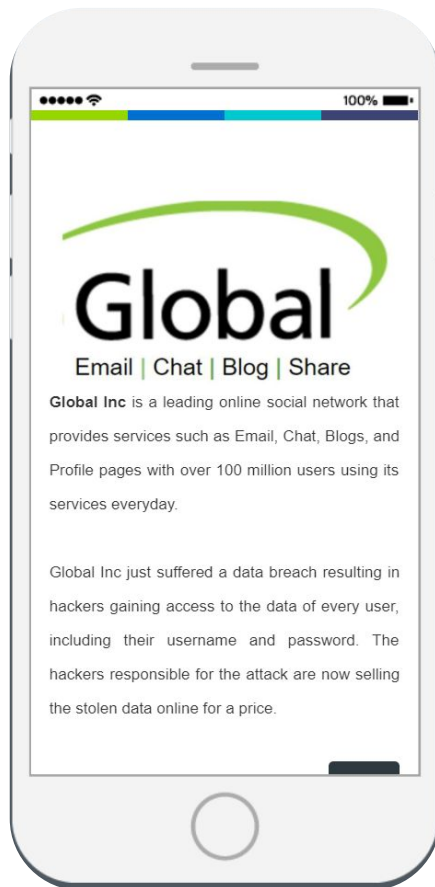 100%
Global
Email | Chat | Blog | Share
Global Inc is a leading online social network that
provides services such as Email, Chat, Blogs, and
Profile pages with over 100 million users using its
services everyday.
Global Inc just suffered a data breach resulting in
hackers gaining access to the data of every user,
including their username and password. The
hackers responsible for the attack are now selling
the stolen data online for a price.